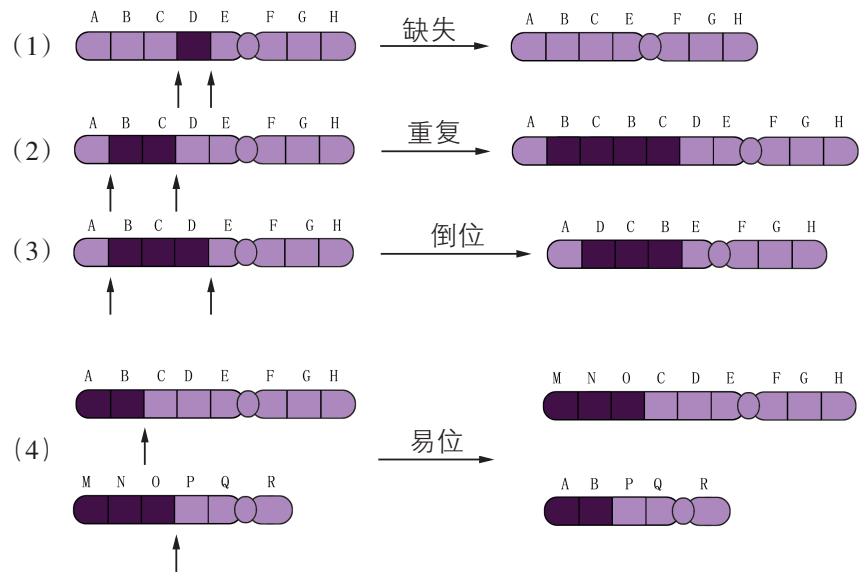 A B C D E F G H
(1) 缺失
A B C E F G H
A B C D E F G H
(2) 重复
A B C B C D E F G H
A B C D E F G H
(3) 倒位
A D C B E F G H
A B C D E F G H
M N O C D E F G H
(4) 易位
M N O P Q R
A B P Q R